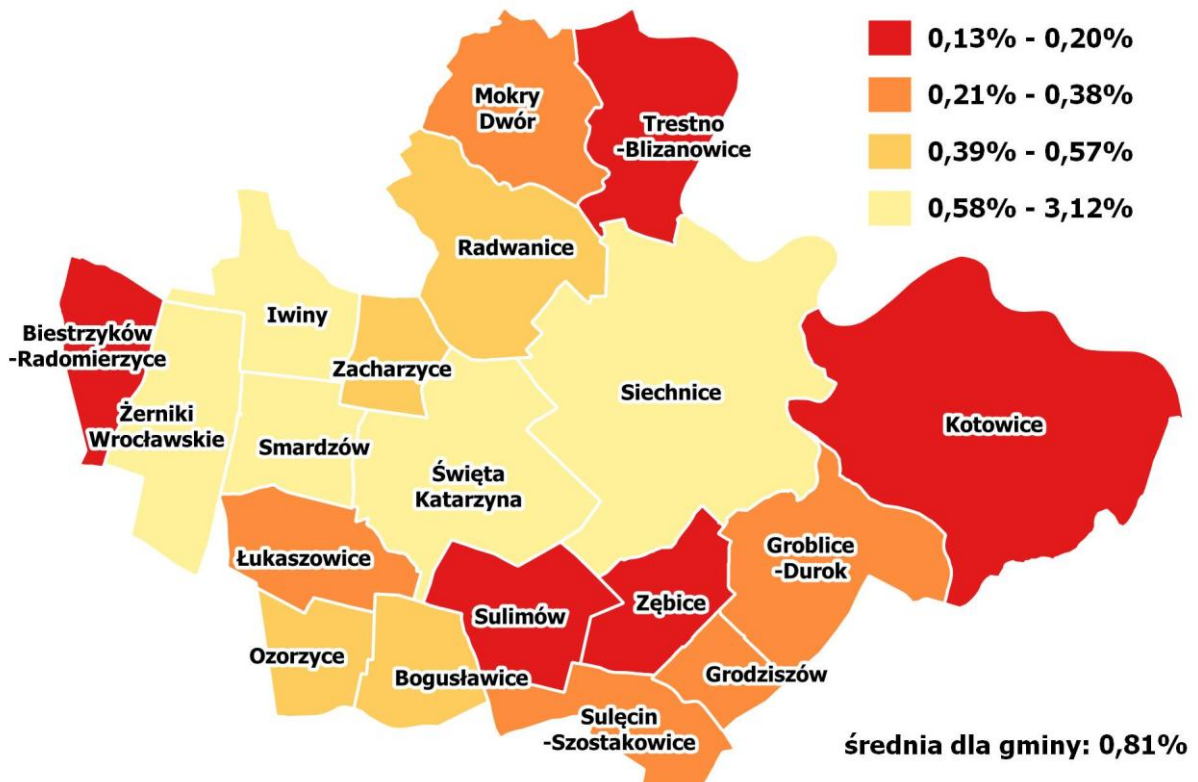 0,13% - 0,20%
0,21% - 0,38%
0,39% - 0,57%
0,58% - 3,12%
Mokry
Dwór
Trestno
-Blizanowice
Radwanice
Iwiny
Biestrzyków
-Radomierzyce
Zacharzyce
Siechnice
Żerniki
Wrocławskie
Smardzów
Kotowice
Święta
Katarzyna
Łukaszowice
Groblice
-Durok
Sulimów
Zębice
Ozorzyce
Bogusławice
Grodziszów
Sulęcin
-Szostakowice
średnia dla gminy: 0,81%